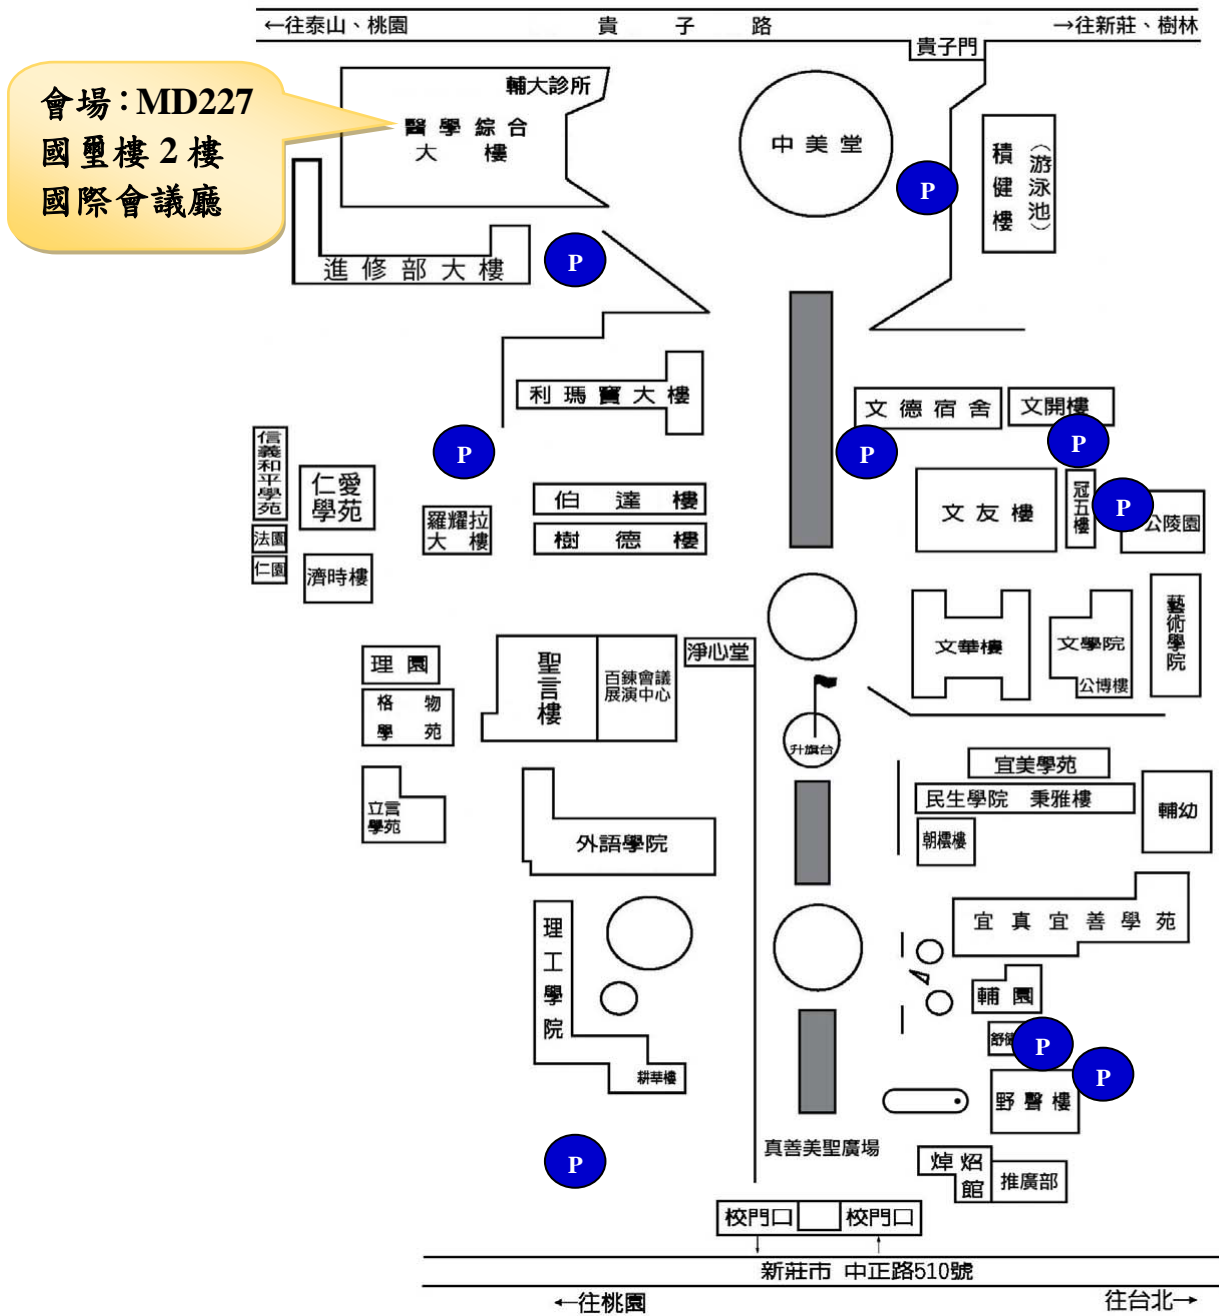 ←往泰山、桃園
貴子路
→往新莊、樹林
貴子門
會場：MD227
國璽樓 2 樓
國際會議廳
輔大診所
醫學綜合
大樓
中美堂
積健樓
（游泳池）
P
進修部大樓
P
利瑪竇大樓
文德宿舍
文開樓
P
P
P
信義和平學苑
仁愛
學苑
伯達樓
文友樓
冠五樓
P
公陵園
羅耀拉
大樓
樹德樓
法園
仁園
濟時樓
文華樓
文學院
公博樓
藝術學院
理園
聖言樓
百鍊會議
展演中心
淨心堂
格物
學苑
升旗台
宜美學苑
立言
學苑
民生學院 秉雅樓
輔幼
外語學院
朝橒樓
宜真宜善學苑
理工學院
輔園
P
耕莘樓
野聲樓
P
真善美聖廣場
P
焯炤
館
推廣部
校門口
校門口
新莊市 中正路510號
←往桃園
往台北→